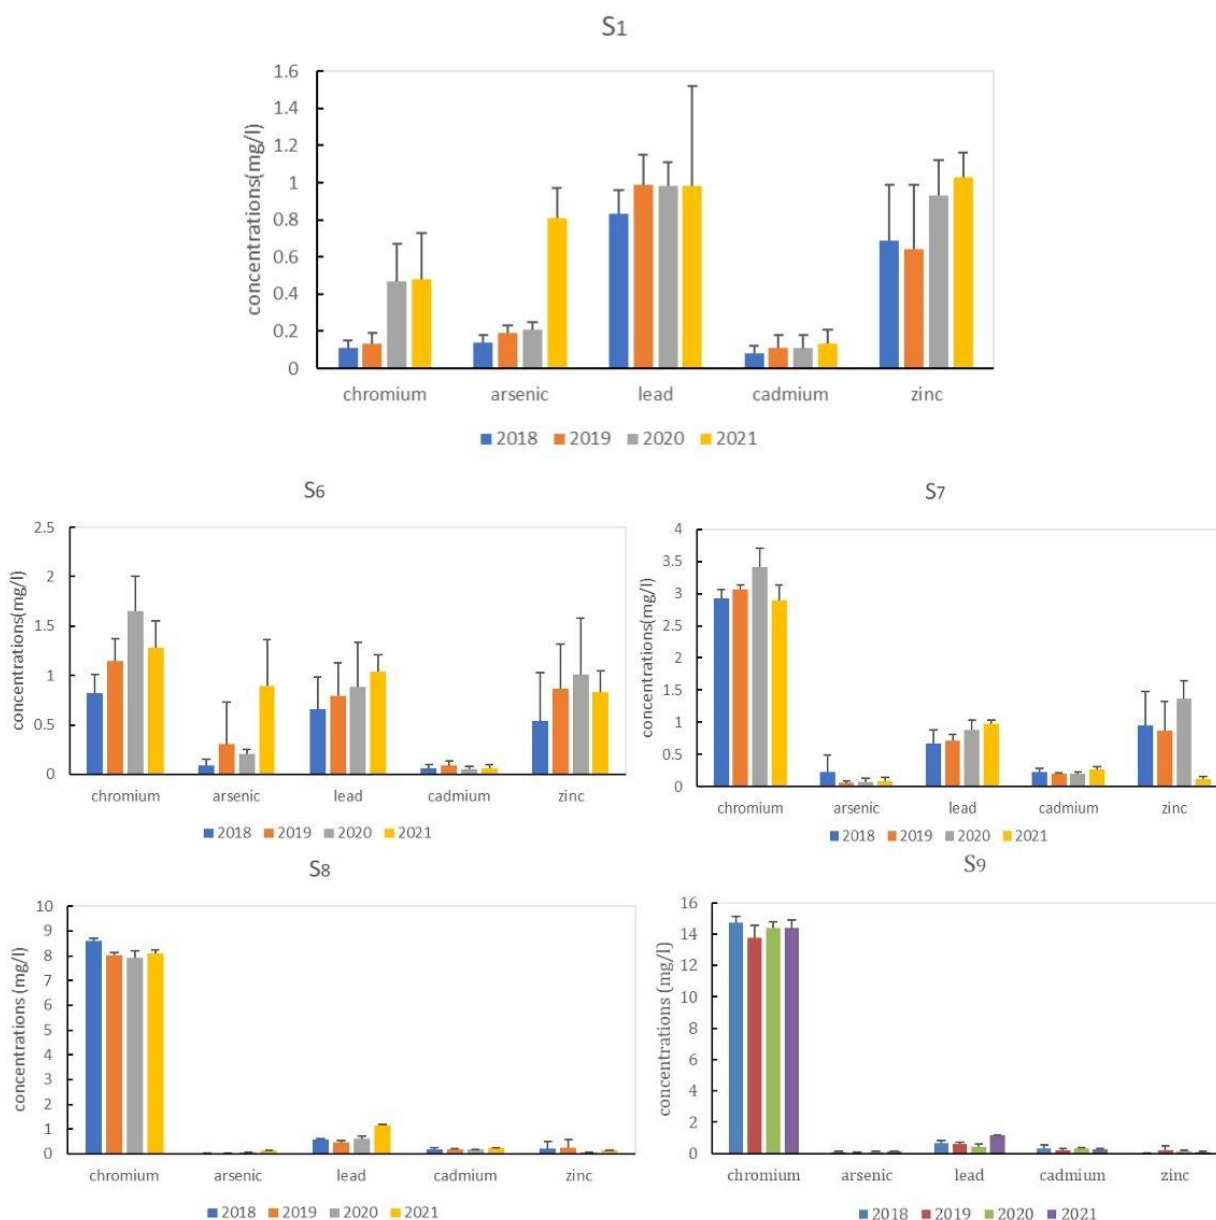 S1
concentrations(mg/l)
1.6
1.4
1.2
1
0.8
0.6
0.4
0.2
0
chromium arsenic lead cadmium zinc
2018 2019 2020 2021
S6
concentrations(mg/l)
2.5
2
1.5
1
0.5
0
chromium arsenic lead cadmium zinc
2018 2019 2020 2021
S7
concentrations(mg/l)
4
3.5
3
2.5
2
1.5
1
0.5
0
chromium arsenic lead cadmium zinc
2018 2019 2020 2021
S8
concentrations (mg/l)
10
9
8
7
6
5
4
3
2
1
0
chromium arsenic lead cadmium zinc
2018 2019 2020 2021
S9
concentrations (mg/l)
16
14
12
10
8
6
4
2
0
chromium arsenic lead cadmium zinc
2018 2019 2020 2021